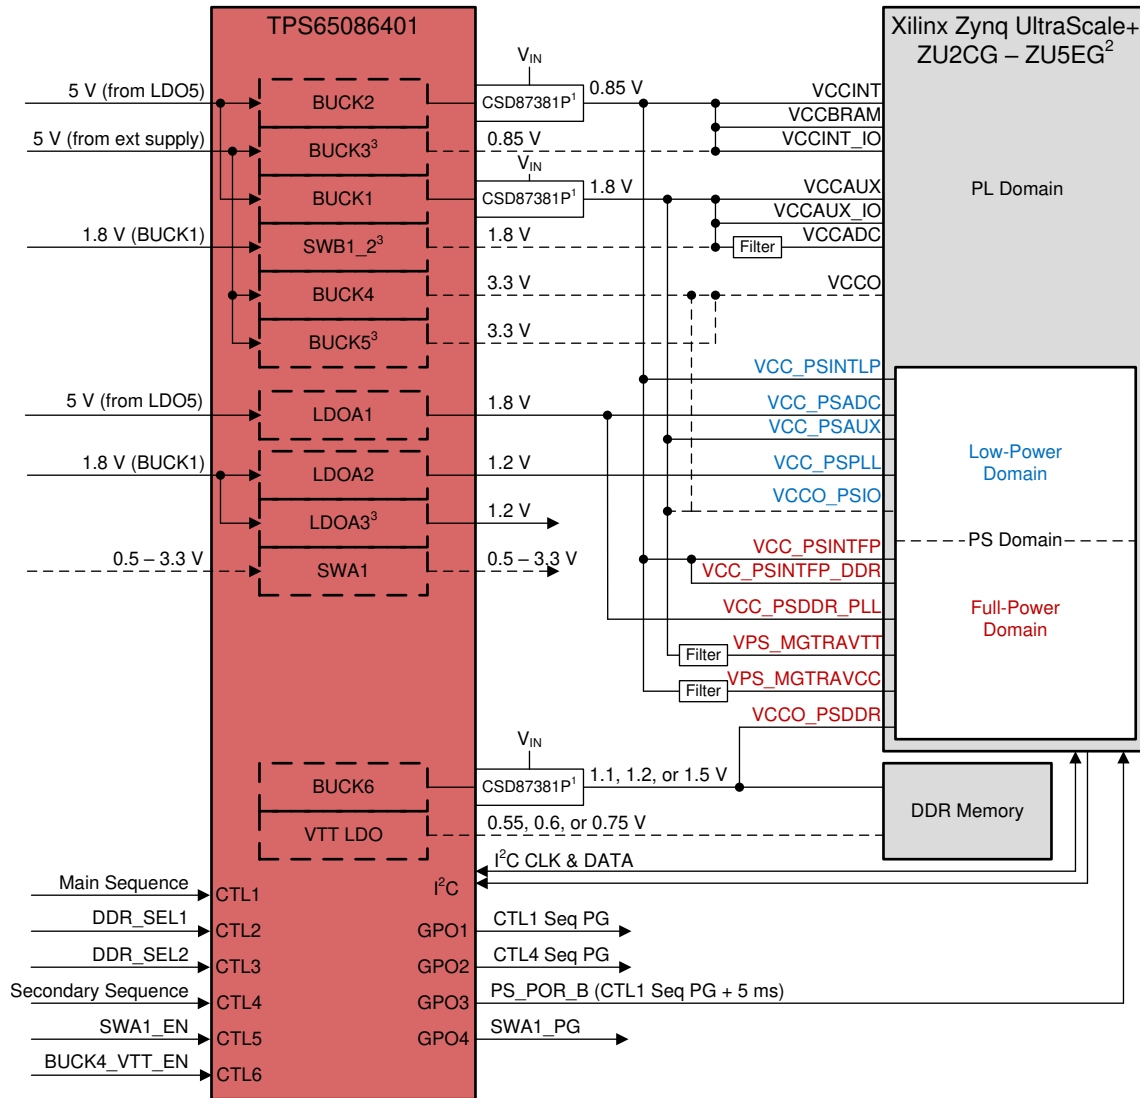 TPS65086401
Xilinx Zynq UltraScale+
ZU2CG – ZU5EG²
V_IN
5 V (from LDO5)
BUCK2
CSD87381P¹
0.85 V
VCCINT
VCCBRAM
5 V (from ext supply)
BUCK3³
0.85 V
VCCINT_IO
V_IN
BUCK1
CSD87381P¹
1.8 V
VCCAUX
PL Domain
VCCAUX_IO
1.8 V (BUCK1)
SWB1_2³
1.8 V
Filter
VCCADC
BUCK4
3.3 V
VCCO
BUCK5³
3.3 V
VCC_PSINTLP
5 V (from LDO5)
LDOA1
1.8 V
VCC_PSADC
VCC_PSAUX
Low-Power
Domain
1.8 V (BUCK1)
LDOA2
1.2 V
VCC_PSPLL
VCCO_PSIO
LDOA3³
1.2 V
PS Domain
0.5 – 3.3 V
SWA1
0.5 – 3.3 V
VCC_PSINTFP
VCC_PSINTFP_DDR
VCC_PSDDR_PLL
Full-Power
Domain
Filter
VPS_MGTRAVTT
Filter
VPS_MGTRAVCC
VCCO_PSDDR
V_IN
BUCK6
CSD87381P¹
1.1, 1.2, or 1.5 V
DDR Memory
VTT LDO
0.55, 0.6, or 0.75 V
I²C
I²C CLK & DATA
Main Sequence
CTL1
DDR_SEL1
CTL2
GPO1
CTL1 Seq PG
DDR_SEL2
CTL3
GPO2
CTL4 Seq PG
Secondary Sequence
CTL4
GPO3
PS_POR_B (CTL1 Seq PG + 5 ms)
SWA1_EN
CTL5
GPO4
SWA1_PG
BUCK4_VTT_EN
CTL6